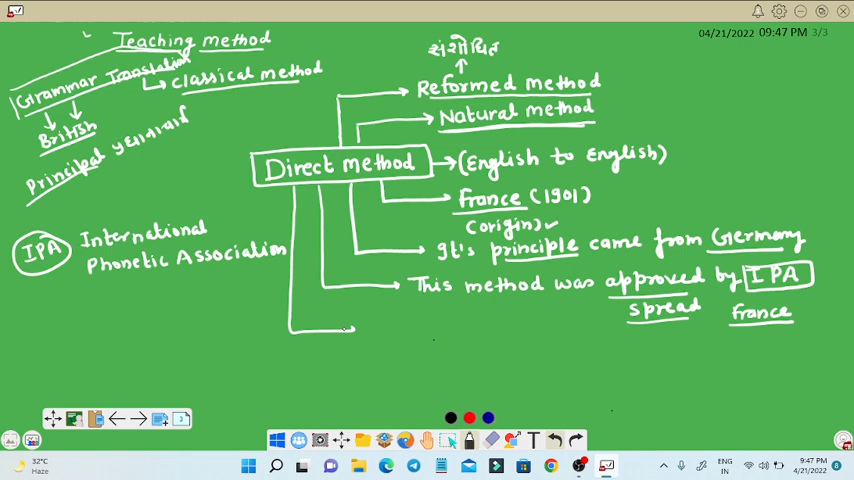 04/21/2022 09:47 PM 3/3
Teaching method
Grammar Translation
Classical method
British
Principal
संशोधित
Reformed method
Natural method
Direct method
(English to English)
France (1901)
(origin)
It's principle came from Germany
This method was approved by IPA
spread France
IPA
International
Phonetic Association
T
32°C
Haze
ENG
IN
9:47 PM
4/21/2022